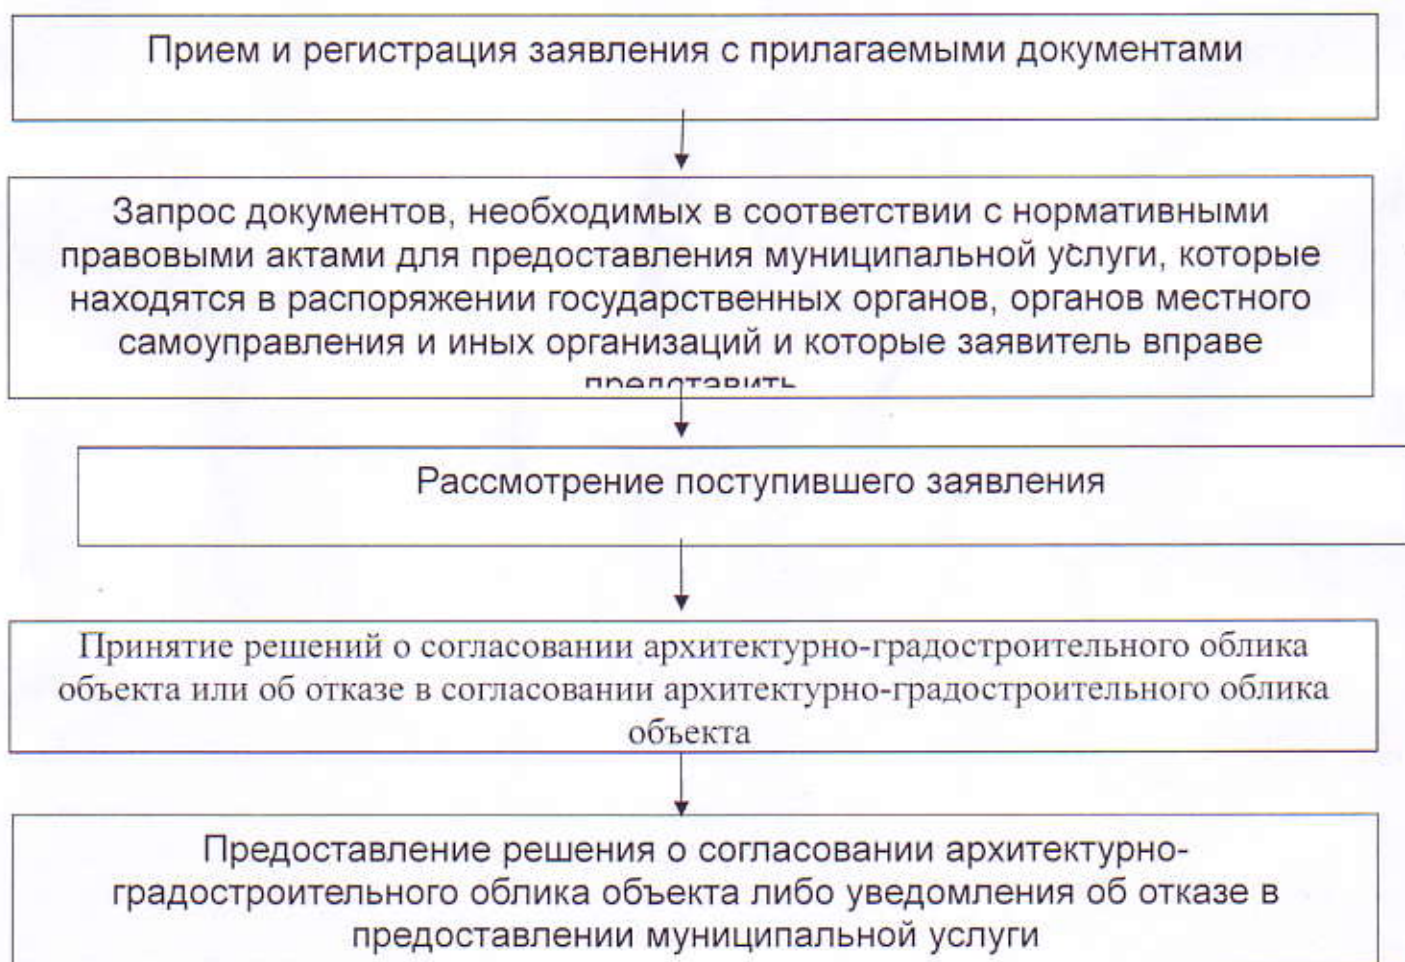 Прием и регистрация заявления с прилагаемыми документами
Запрос документов, необходимых в соответствии с нормативными
правовыми актами для предоставления муниципальной услуги, которые
находятся в распоряжении государственных органов, органов местного
самоуправления и иных организаций и которые заявитель вправе
представить
Рассмотрение поступившего заявления
Принятие решений о согласовании архитектурно-градостроительного облика
объекта или об отказе в согласовании архитектурно-градостроительного облика
объекта
Предоставление решения о согласовании архитектурно-
градостроительного облика объекта либо уведомления об отказе в
предоставлении муниципальной услуги